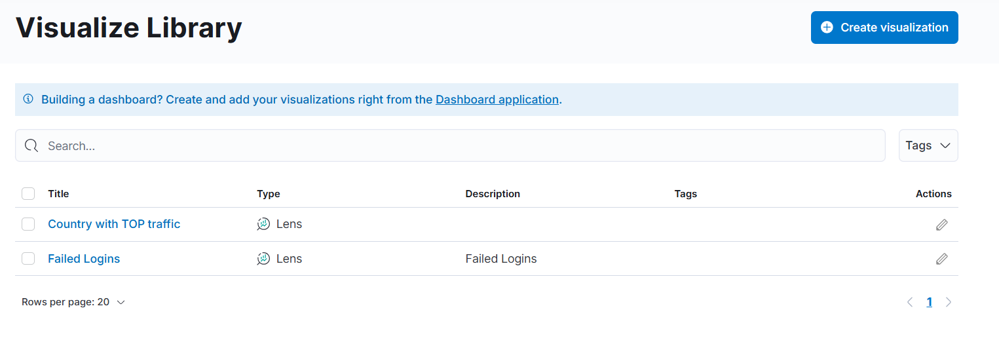 Visualize Library
Create visualization
Building a dashboard? Create and add your visualizations right from the Dashboard application.
Search...
Tags
Title Type Description Tags Actions
Country with TOP traffic Lens
Failed Logins Lens Failed Logins
Rows per page: 20
1